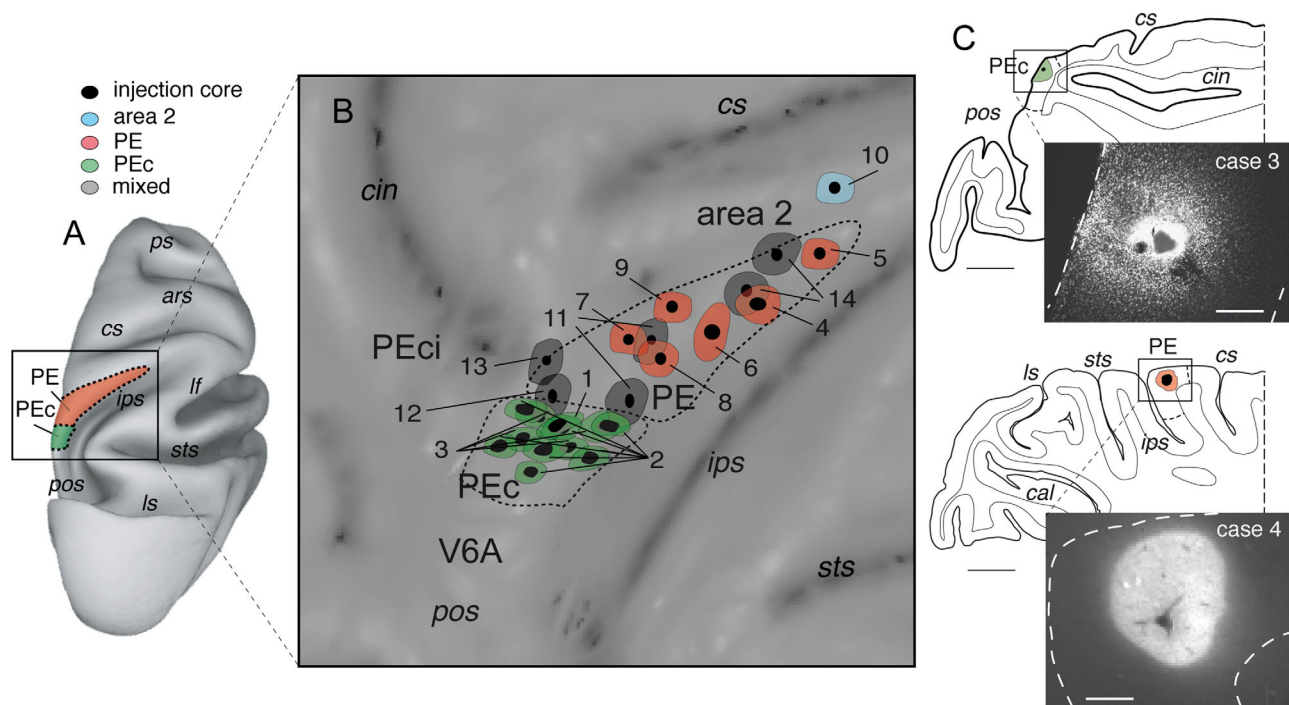 injection core
area 2
PE
PEc
mixed
A
ps
ars
cs
PE
PEc
lf
ips
sts
pos
ls
B
cs
cin
10
area 2
9
5
7
11
14
4
PEci
13
6
1
12
PE
8
3
2
PEc
ips
V6A
sts
pos
C
cs
PEc
cin
pos
case 3
PE
ls
sts
cs
ips
cal
case 4